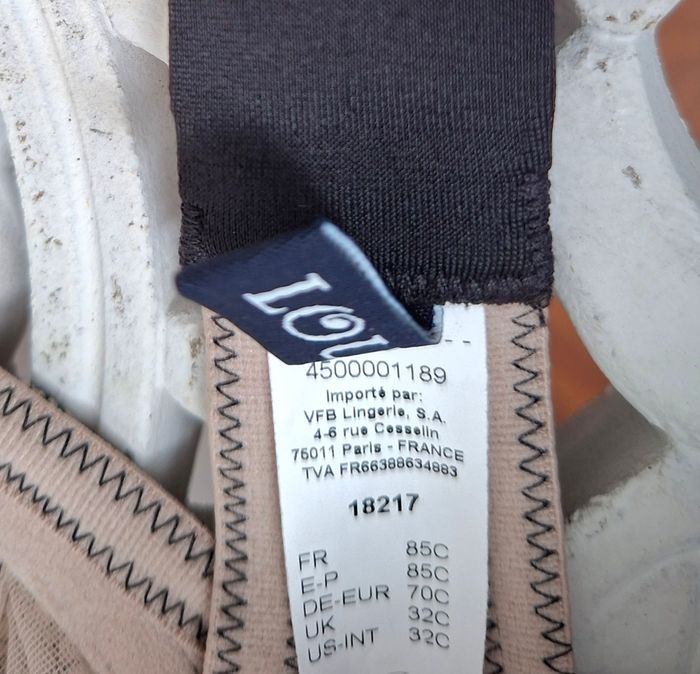 LOU
4500001189
Importé par:
VFB Lingerie, S.A.
4-6 rue Cesselin
75011 Paris - FRANCE
TVA FR66388634883
18217
FR 85C
E-P 85C
DE-EUR 70C
UK 32C
US-INT 32C